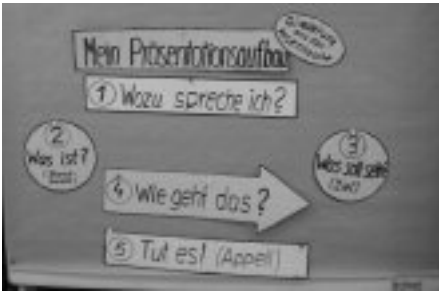 Mein Präsentationsaufbau
① Wozu spreche ich?
②
Was ist?
③
Was soll sein?
(Ziel)
④ Wie geht das?
⑤ Tut es! (Appell)